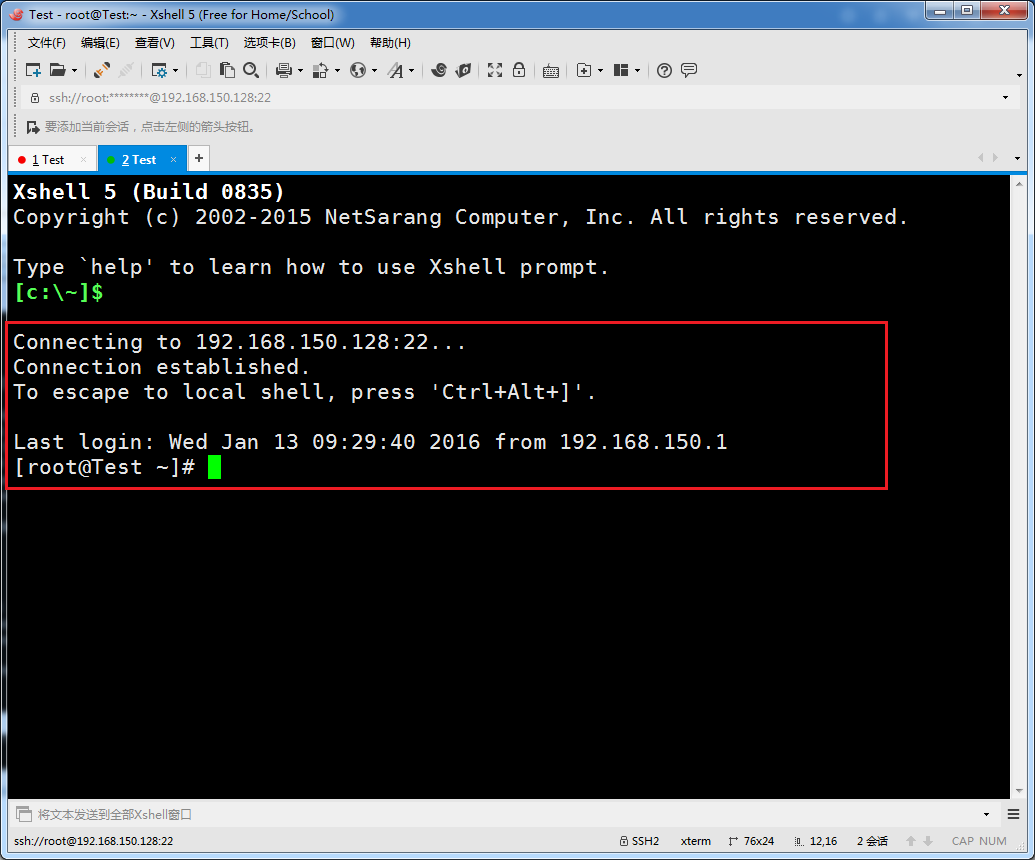 Test - root@Test:~ - Xshell 5 (Free for Home/School)
文件(F) 编辑(E) 查看(V) 工具(T) 选项卡(B) 窗口(W) 帮助(H)
ssh://root:********@192.168.150.128:22
要添加当前会话，点击左侧的箭头按钮。
1 Test × 2 Test × +
Xshell 5 (Build 0835)
Copyright (c) 2002-2015 NetSarang Computer, Inc. All rights reserved.
Type `help' to learn how to use Xshell prompt.
[c:\~]$
Connecting to 192.168.150.128:22...
Connection established.
To escape to local shell, press 'Ctrl+Alt+]'.
Last login: Wed Jan 13 09:29:40 2016 from 192.168.150.1
[root@Test ~]#
将文本发送到全部Xshell窗口
ssh://root@192.168.150.128:22 SSH2 xterm 76x24 12,16 2 会话 CAP NUM